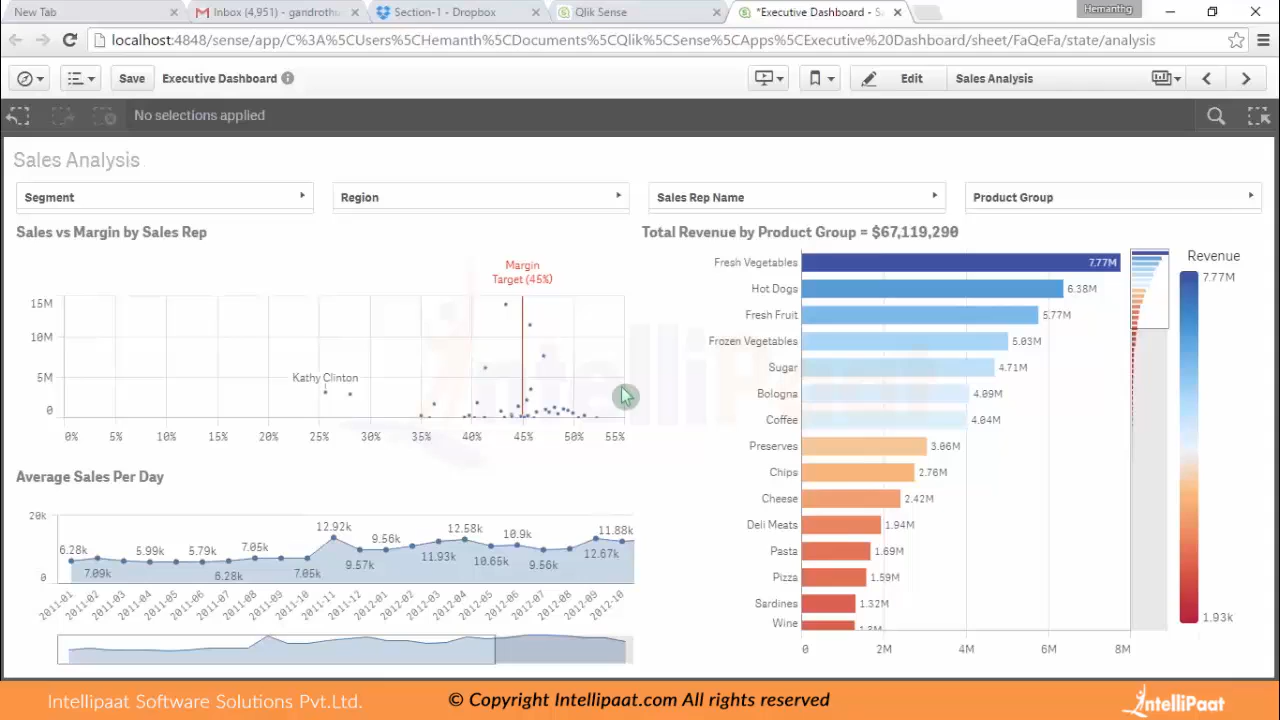 New Tab
Inbox (4,951) - gandrothu
Section-1 - Dropbox
Qlik Sense
*Executive Dashboard - S
Hemanthg
localhost:4848/sense/app/C%3A%5CUsers%5CHemanth%5CDocuments%5CQlik%5CSense%5CApps%5CExecutive%20Dashboard/sheet/FaQeFa/state/analysis
Save
Executive Dashboard
Edit
Sales Analysis
No selections applied
Sales Analysis
Segment
Region
Sales Rep Name
Product Group
Sales vs Margin by Sales Rep
Margin
Target (45%)
15M
10M
5M
0
Kathy Clinton
0% 5% 10% 15% 20% 25% 30% 35% 40% 45% 50% 55%
Average Sales Per Day
20k
0
6.28k
7.09k
5.99k
5.79k
6.28k
7.05k
7.05k
12.92k
9.57k
9.56k
11.93k
12.58k
10.65k
10.9k
9.56k
12.67k
11.88k
2011-01 2011-02 2011-03 2011-04 2011-05 2011-06 2011-07 2011-08 2011-09 2011-10 2011-11 2011-12 2012-01 2012-02 2012-03 2012-04 2012-05 2012-06 2012-07 2012-08 2012-09 2012-10
Total Revenue by Product Group = $67,119,290
Fresh Vegetables 7.77M
Hot Dogs 6.38M
Fresh Fruit 5.77M
Frozen Vegetables 5.03M
Sugar 4.71M
Bologna 4.09M
Coffee 4.04M
Preserves 3.06M
Chips 2.76M
Cheese 2.42M
Deli Meats 1.94M
Pasta 1.69M
Pizza 1.59M
Sardines 1.32M
Wine
0 2M 4M 6M 8M
Revenue
7.77M
1.93k
IntelliPaat
Intellipaat Software Solutions Pvt.Ltd.
© Copyright Intellipaat.com All rights reserved
IntelliPaat